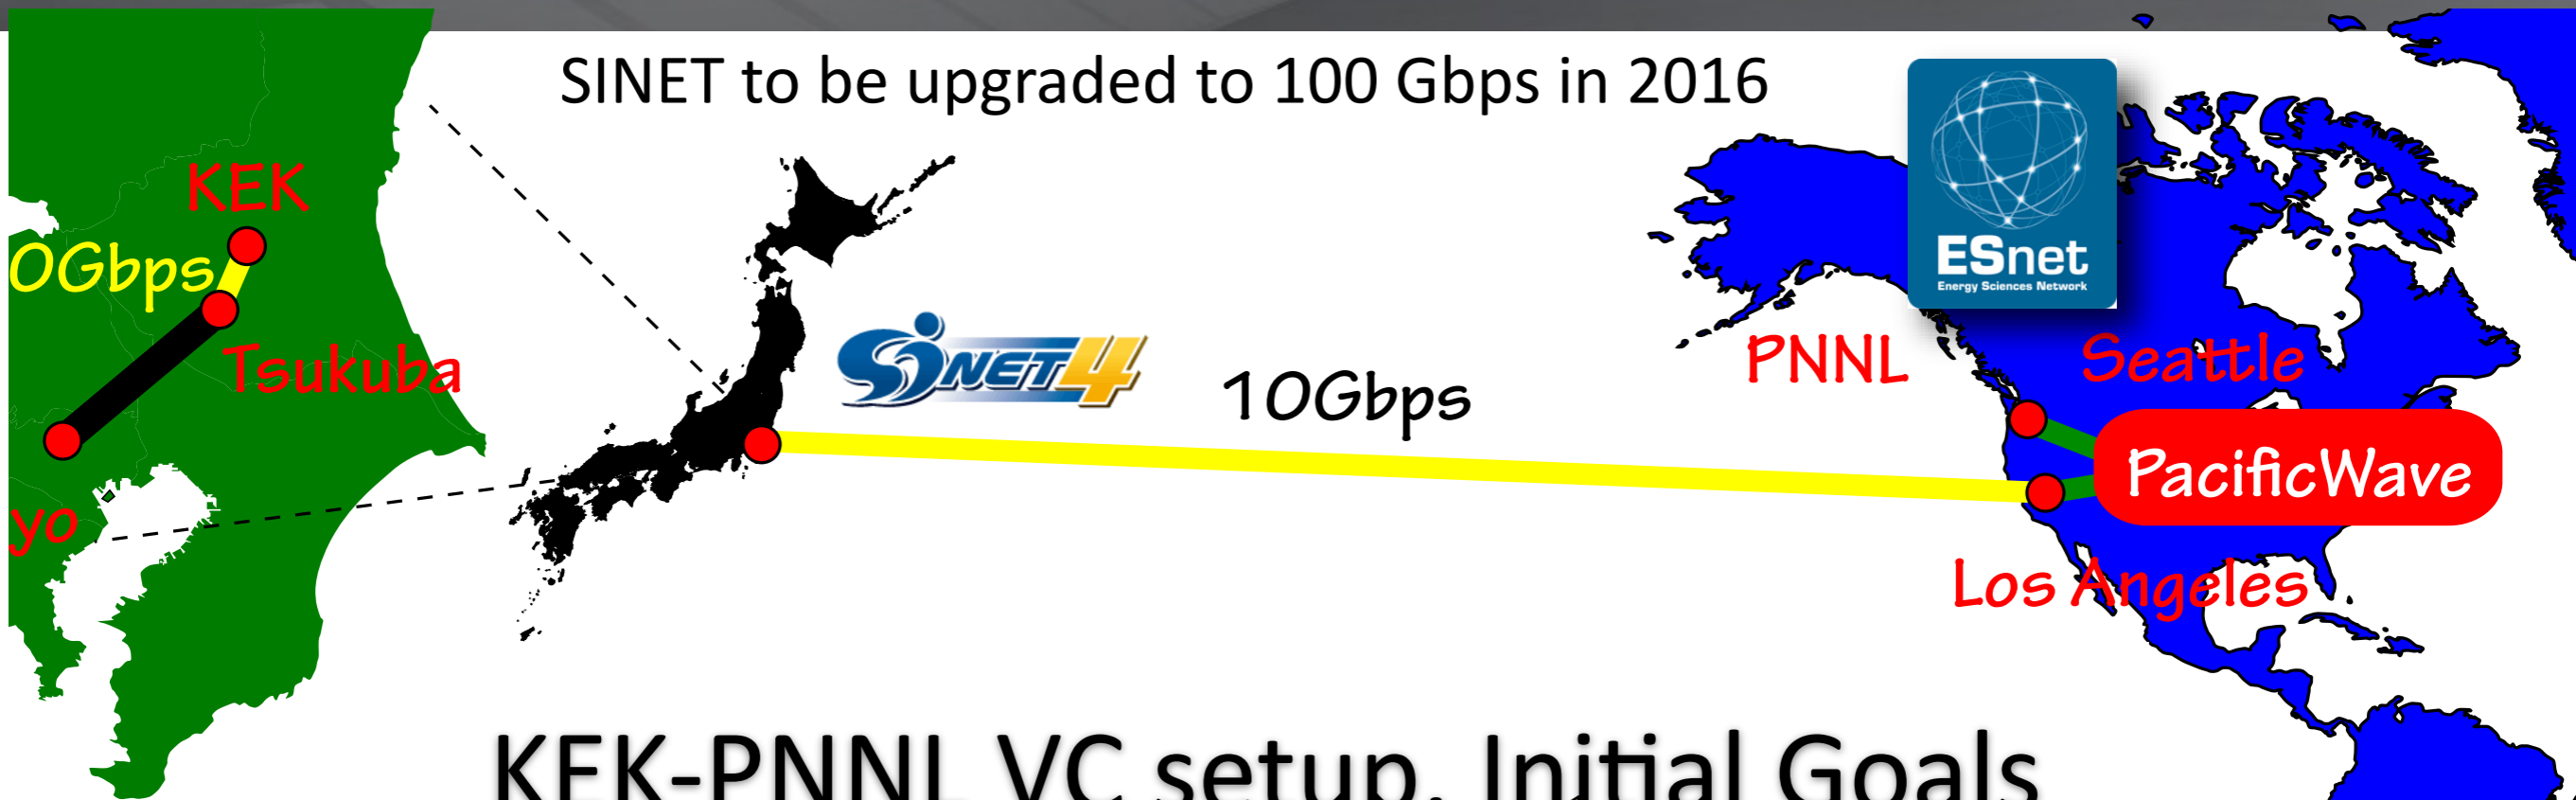 SINET to be upgraded to 100 Gbps in 2016
KEK
0Gbps
Tsukuba
yo
SINET4
10Gbps
ESnet
Energy Sciences Network
PNNL
Seattle
PacificWave
Los Angeles
KEK-PNNL VC setup, Initial Goals